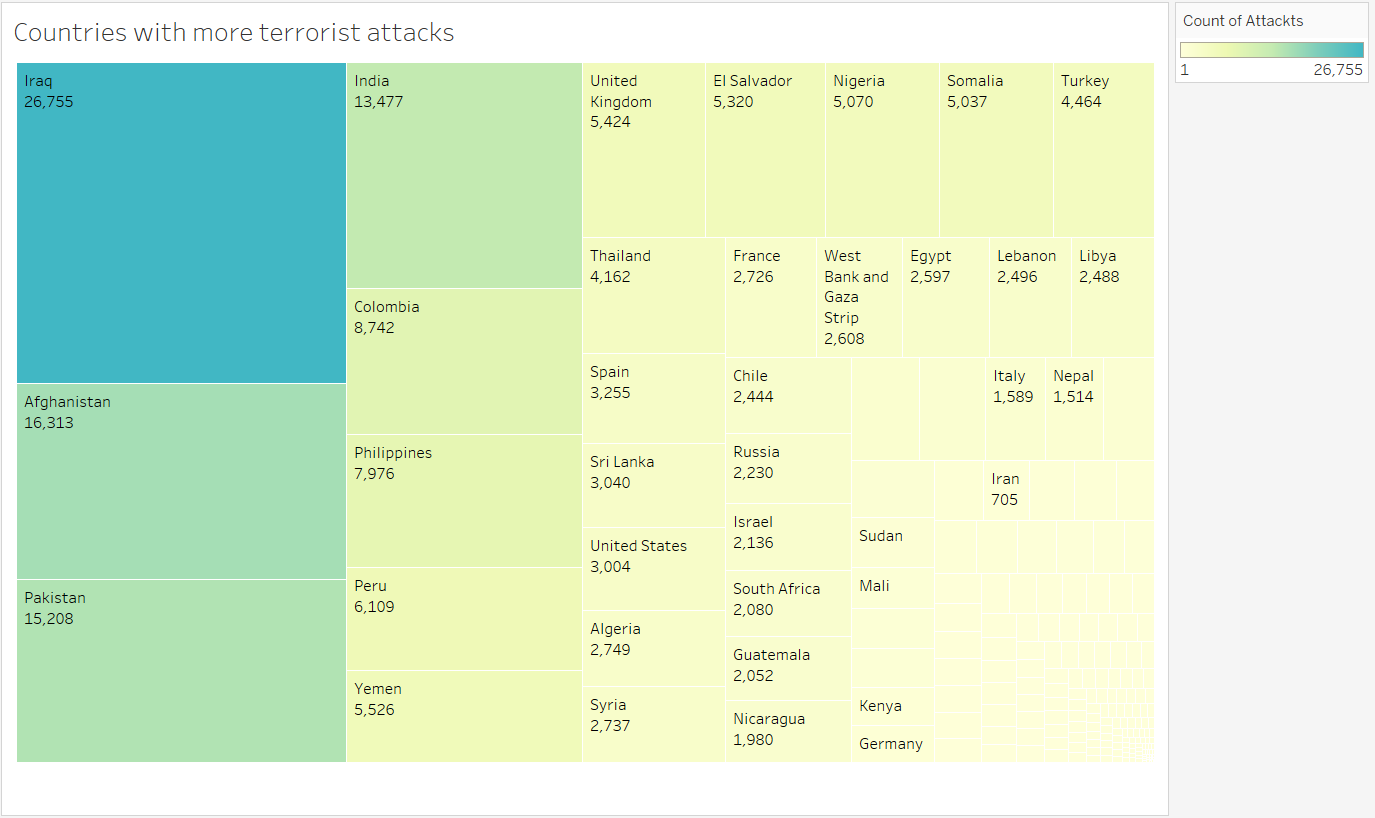 Countries with more terrorist attacks
Count of Attackts
1
26,755
Iraq
26,755
Afghanistan
16,313
Pakistan
15,208
India
13,477
Colombia
8,742
Philippines
7,976
Peru
6,109
Yemen
5,526
United
Kingdom
5,424
El Salvador
5,320
Nigeria
5,070
Somalia
5,037
Turkey
4,464
Thailand
4,162
Spain
3,255
Sri Lanka
3,040
United States
3,004
Algeria
2,749
Syria
2,737
France
2,726
West
Bank and
Gaza
Strip
2,608
Egypt
2,597
Lebanon
2,496
Libya
2,488
Chile
2,444
Russia
2,230
Israel
2,136
South Africa
2,080
Guatemala
2,052
Nicaragua
1,980
Italy
1,589
Nepal
1,514
Sudan
Mali
Kenya
Germany
Iran
705